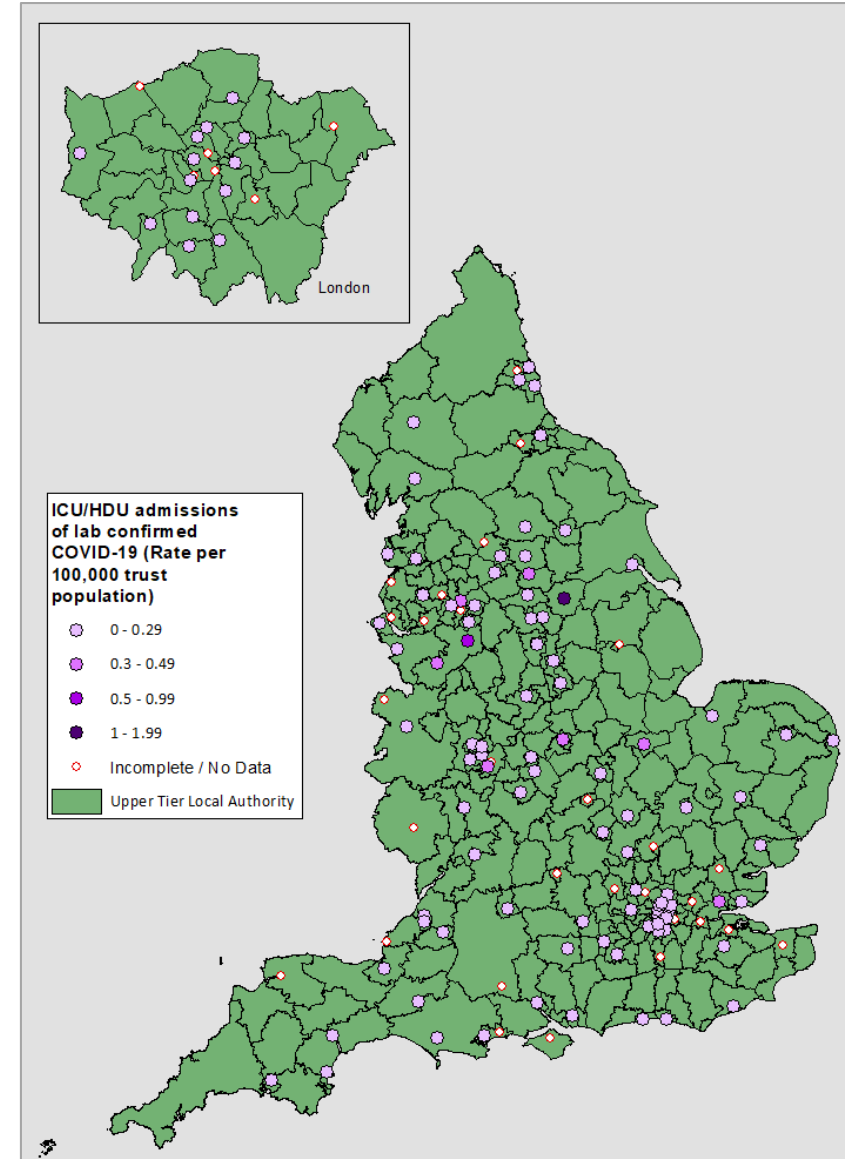 London
ICU/HDU admissions
of lab confirmed
COVID-19 (Rate per
100,000 trust
population)
0 - 0.29
0.3 - 0.49
0.5 - 0.99
1 - 1.99
Incomplete / No Data
Upper Tier Local Authority